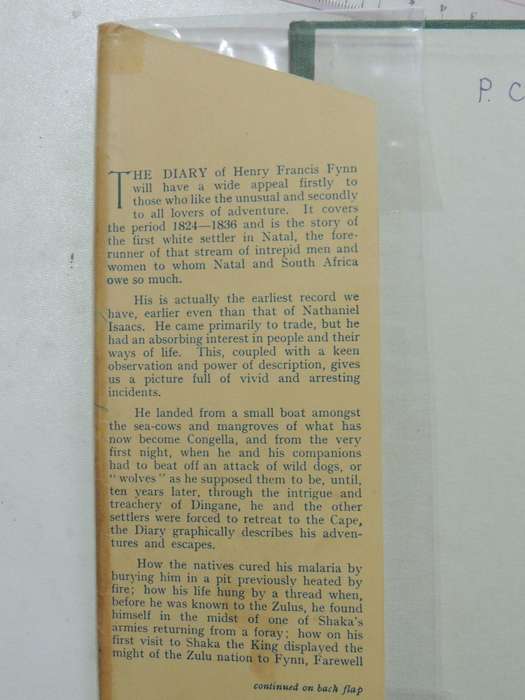 P. C
THE DIARY of Henry Francis Fynn
will have a wide appeal firstly to
those who like the unusual and secondly
to all lovers of adventure. It covers
the period 1824—1836 and is the story of
the first white settler in Natal, the fore-
runner of that stream of intrepid men and
women to whom Natal and South Africa
owe so much.
His is actually the earliest record we
have, earlier even than that of Nathaniel
Isaacs. He came primarily to trade, but he
had an absorbing interest in people and their
ways of life. This, coupled with a keen
observation and power of description, gives
us a picture full of vivid and arresting
incidents.
He landed from a small boat amongst
the sea-cows and mangroves of what has
now become Congella, and from the very
first night, when he and his companions
had to beat off an attack of wild dogs, or
"wolves" as he supposed them to be, until,
ten years later, through the intrigue and
treachery of Dingane, he and the other
settlers were forced to retreat to the Cape,
the Diary graphically describes his adven-
tures and escapes.
How the natives cured his malaria by
burying him in a pit previously heated by
fire; how his life hung by a thread when,
before he was known to the Zulus, he found
himself in the midst of one of Shaka's
armies returning from a foray; how on his
first visit to Shaka the King displayed the
might of the Zulu nation to Fynn, Farewell
continued on back flap